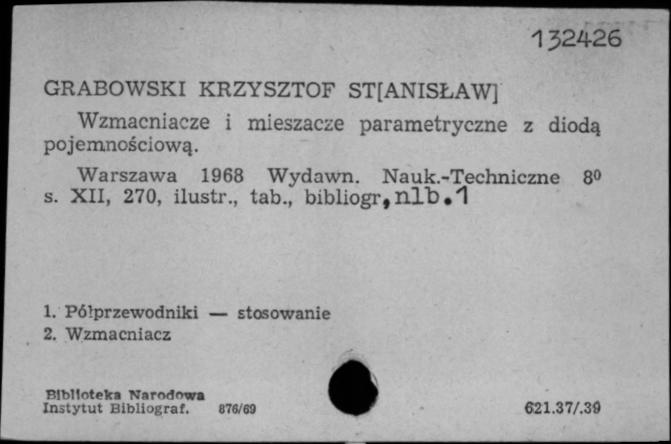 132426
GRABOWSKI KRZYSZTOF ST[ANISŁAW]
Wzmacniacze i mieszacze parametryczne z diodą
pojemnościową.
Warszawa 1968 Wydawn. Nauk.-Techniczne 8⁰
s. XII, 270, ilustr., tab., bibliogr, nlb.1
1. Półprzewodniki — stosowanie
2. Wzmacniacz
Biblioteka Narodowa
Instytut Bibliograf. 876/69 621.37/.39